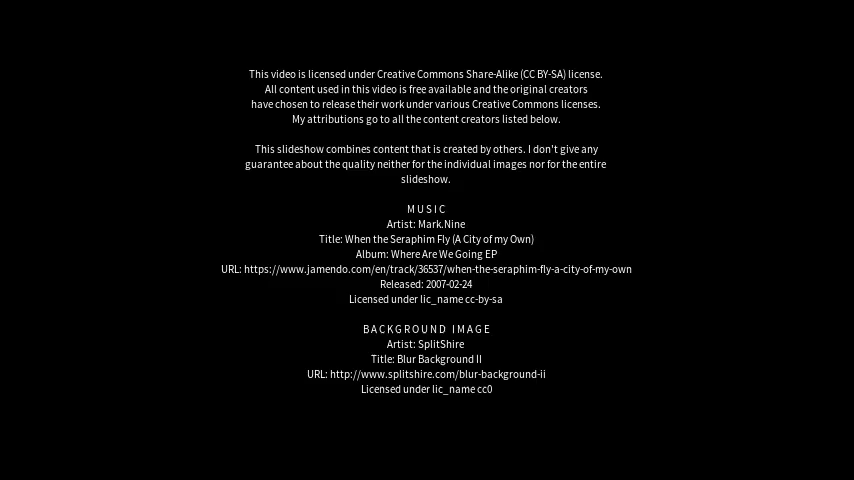 This video is licensed under Creative Commons Share-Alike (CC BY-SA) license.
All content used in this video is free available and the original creators
have chosen to release their work under various Creative Commons licenses.
My attributions go to all the content creators listed below.
This slideshow combines content that is created by others. I don't give any
guarantee about the quality neither for the individual images nor for the entire
slideshow.
MUSIC
Artist: Mark.Nine
Title: When the Seraphim Fly (A City of my Own)
Album: Where Are We Going EP
URL: https://www.jamendo.com/en/track/36537/when-the-seraphim-fly-a-city-of-my-own
Released: 2007-02-24
Licensed under lic_name cc-by-sa
BACKGROUND IMAGE
Artist: SplitShire
Title: Blur Background II
URL: http://www.splitshire.com/blur-background-ii
Licensed under lic_name cc0